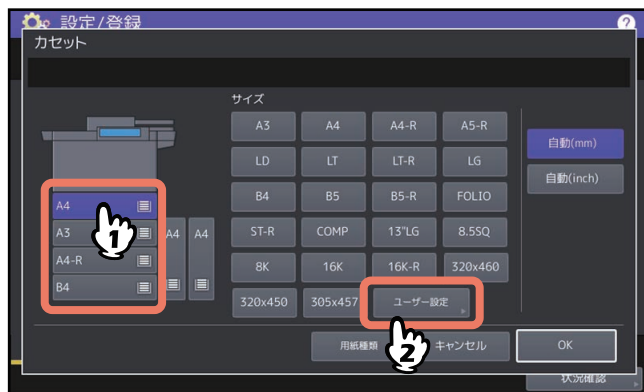 設定/登録
?
カセット
サイズ
A3 A4 A4-R A5-R
自動(mm)
LD LT LT-R LG
自動(inch)
B4 B5 B5-R FOLIO
A4
ST-R COMP 13"LG 8.5SQ
A3
A4 A4
1
8K 16K 16K-R 320x460
A4-R
B4
320x450 305x457 ユーザー設定
2
用紙種類 キャンセル OK
状況確認